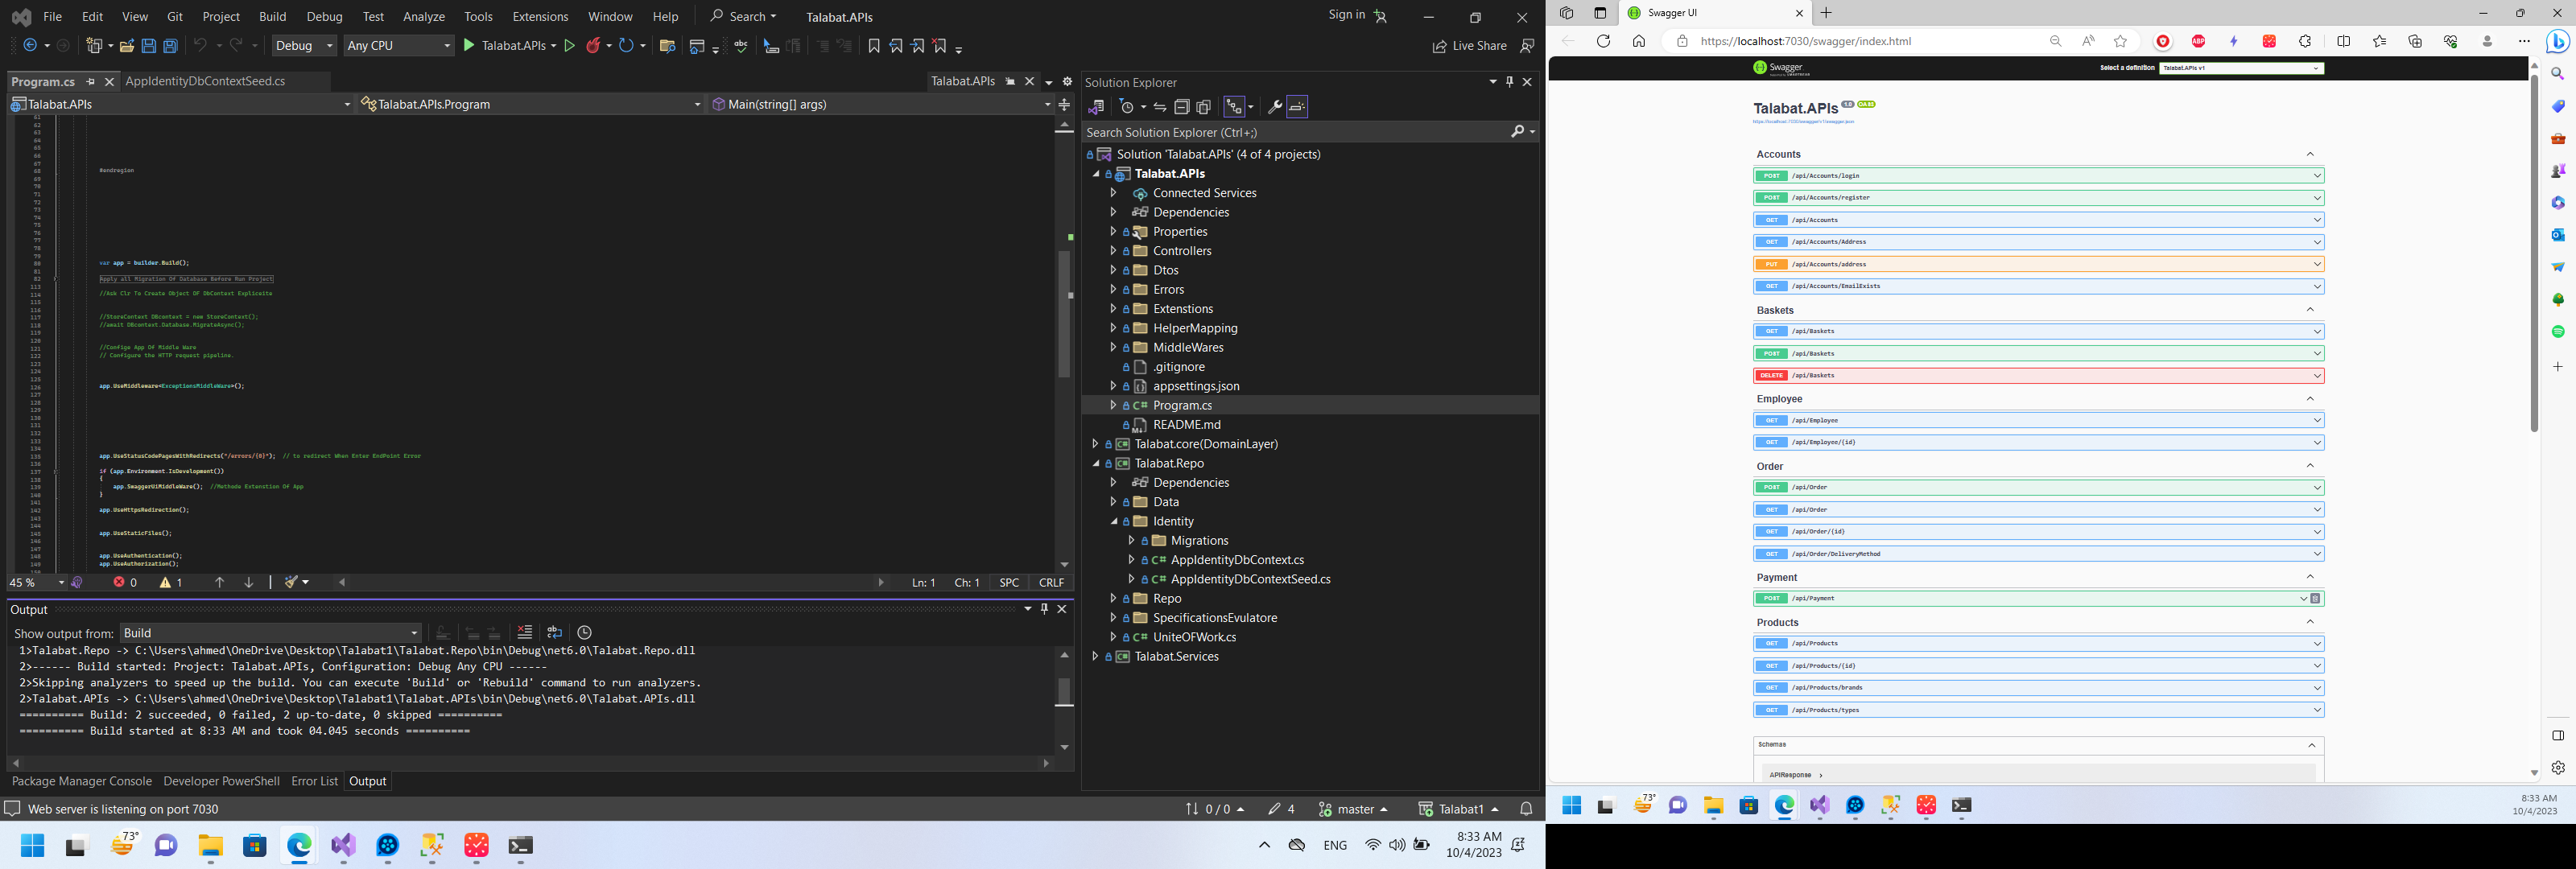 File Edit View Git Project Build Debug Test Analyze Tools Extensions Window Help Search Talabat.APIs Sign in
Debug Any CPU Talabat.APIs Live Share
Program.cs AppIdentityDbContextSeed.cs Talabat.APIs
Talabat.APIs Talabat.APIs.Program Main(string[] args)
#endregion
var app = builder.Build();
Apply all Migration Of Database Before Run Project
//Ask Clr To Create Object OF DbContext Explicaite
//StoreContext DBcontext = new StoreContext();
//await DBcontext.Database.MigrateAsync();
//Confige App Of Middle Ware
// Configure the HTTP request pipeline.
app.UseMiddleware<ExceptionsMiddleWare>();
app.UseStatusCodePagesWithRedirects("/errors/{0}"); // to redirect When Enter EndPoint Error
if (app.Environment.IsDevelopment())
{
app.SwaggerUiMiddleWare(); //Methode Extenstion Of App
}
app.UseHttpsRedirection();
app.UseStaticFiles();
app.UseAuthentication();
app.UseAuthorization();
45 % 0 1 Ln: 1 Ch: 1 SPC CRLF
Output
Show output from: Build
1>Talabat.Repo -> C:\Users\ahmed\OneDrive\Desktop\Talabat1\Talabat.Repo\bin\Debug\net6.0\Talabat.Repo.dll
2>------ Build started: Project: Talabat.APIs, Configuration: Debug Any CPU ------
2>Skipping analyzers to speed up the build. You can execute 'Build' or 'Rebuild' command to run analyzers.
2>Talabat.APIs -> C:\Users\ahmed\OneDrive\Desktop\Talabat1\Talabat.APIs\bin\Debug\net6.0\Talabat.APIs.dll
========== Build: 2 succeeded, 0 failed, 2 up-to-date, 0 skipped ==========
========== Build started at 8:33 AM and took 04.045 seconds ==========
Package Manager Console Developer PowerShell Error List Output
Solution Explorer
Search Solution Explorer (Ctrl+;)
Solution 'Talabat.APIs' (4 of 4 projects)
Talabat.APIs
Connected Services
Dependencies
Properties
Controllers
Dtos
Errors
Extenstions
HelperMapping
MiddleWares
.gitignore
appsettings.json
C# Program.cs
README.md
Talabat.core(DomainLayer)
Talabat.Repo
Dependencies
Data
Identity
Migrations
C# AppIdentityDbContext.cs
C# AppIdentityDbContextSeed.cs
Repo
SpecificationsEvulatore
C# UniteOFWork.cs
Talabat.Services
Web server is listening on port 7030 0 / 0 4 master Talabat1
73° ENG 8:33 AM
10/4/2023
Swagger UI
https://localhost:7030/swagger/index.html
Swagger Select a definition Talabat.APIs v1
Talabat.APIs 1.0 OAS3
https://localhost:7030/swagger/v1/swagger.json
Accounts
POST /api/Accounts/login
POST /api/Accounts/register
GET /api/Accounts
GET /api/Accounts/Address
PUT /api/Accounts/address
GET /api/Accounts/EmailExists
Baskets
GET /api/Baskets
POST /api/Baskets
DELETE /api/Baskets
Employee
GET /api/Employee
GET /api/Employee/{id}
Order
POST /api/Order
GET /api/Order
GET /api/Order/{id}
GET /api/Order/DeliveryMethod
Payment
POST /api/Payment
Products
GET /api/Products
GET /api/Products/{id}
GET /api/Products/brands
GET /api/Products/types
Schemas
APIResponse
73° 8:33 AM
10/4/2023